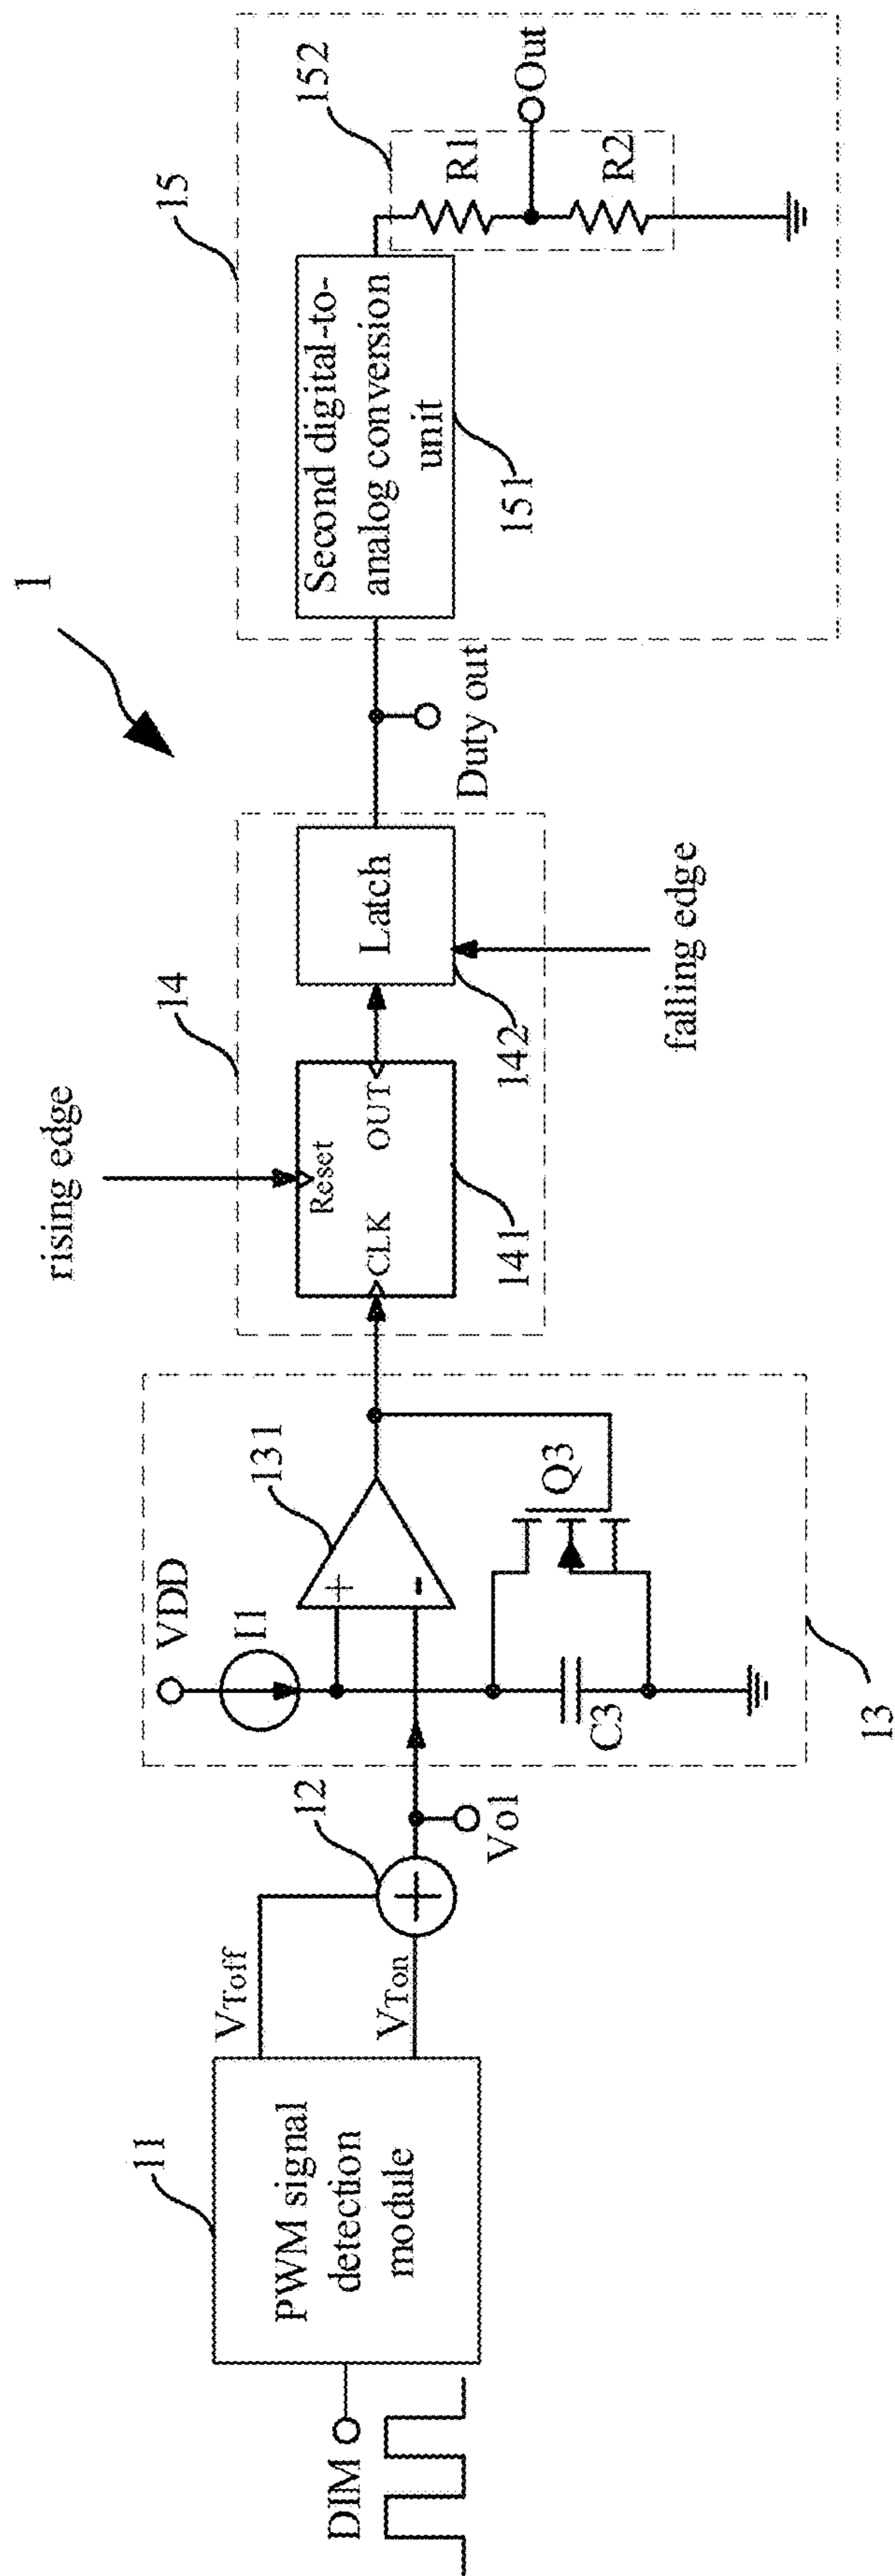 1
DIM
11
PWM signal
detection
module
VToff
VTon
12
Vo1
VDD
I1
131
+
-
C3
Q3
13
rising edge
14
Reset
CLK
OUT
141
Latch
142
falling edge
Duty out
15
Second digital-to-
analog conversion
unit
151
152
R1
R2
Out